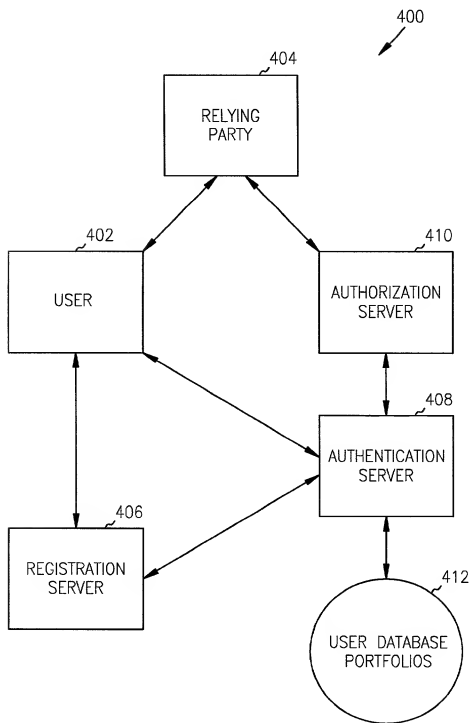 400
404
RELYING
PARTY
402
USER
410
AUTHORIZATION
SERVER
408
AUTHENTICATION
SERVER
406
REGISTRATION
SERVER
412
USER DATABASE
PORTFOLIOS